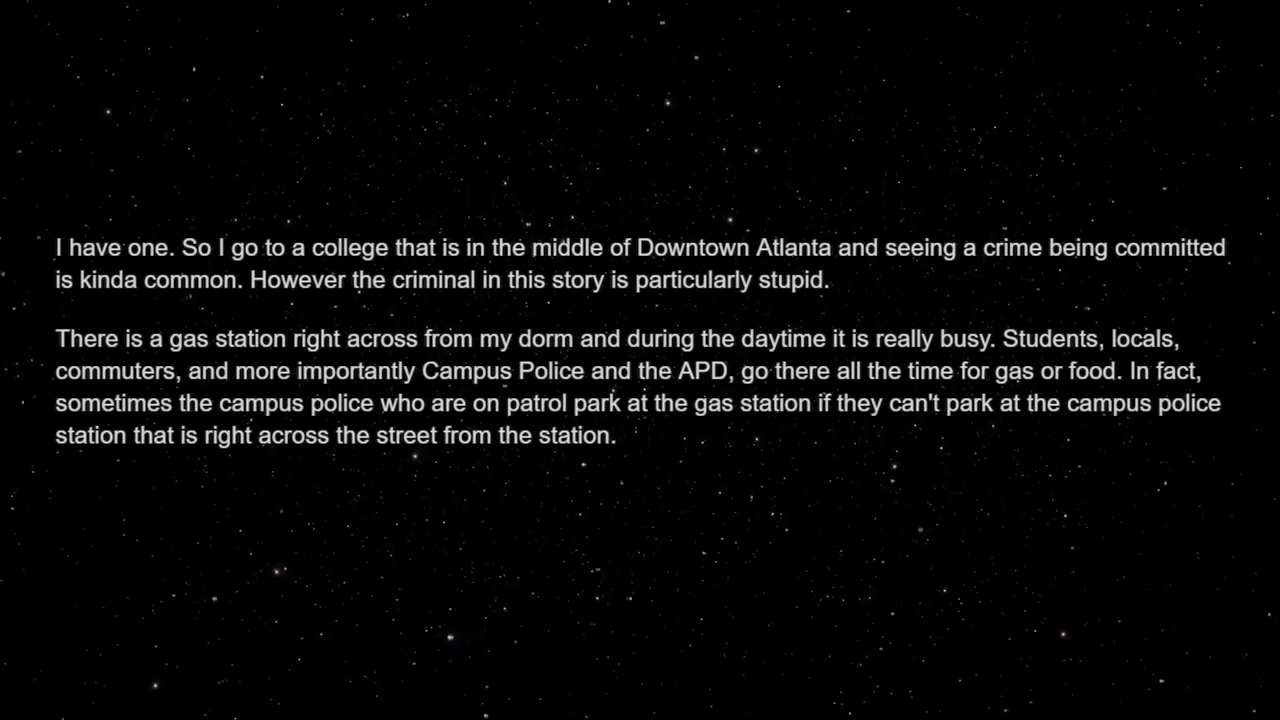 I have one. So I go to a college that is in the middle of Downtown Atlanta and seeing a crime being committed
is kinda common. However the criminal in this story is particularly stupid.
There is a gas station right across from my dorm and during the daytime it is really busy. Students, locals,
commuters, and more importantly Campus Police and the APD, go there all the time for gas or food. In fact,
sometimes the campus police who are on patrol park at the gas station if they can't park at the campus police
station that is right across the street from the station.